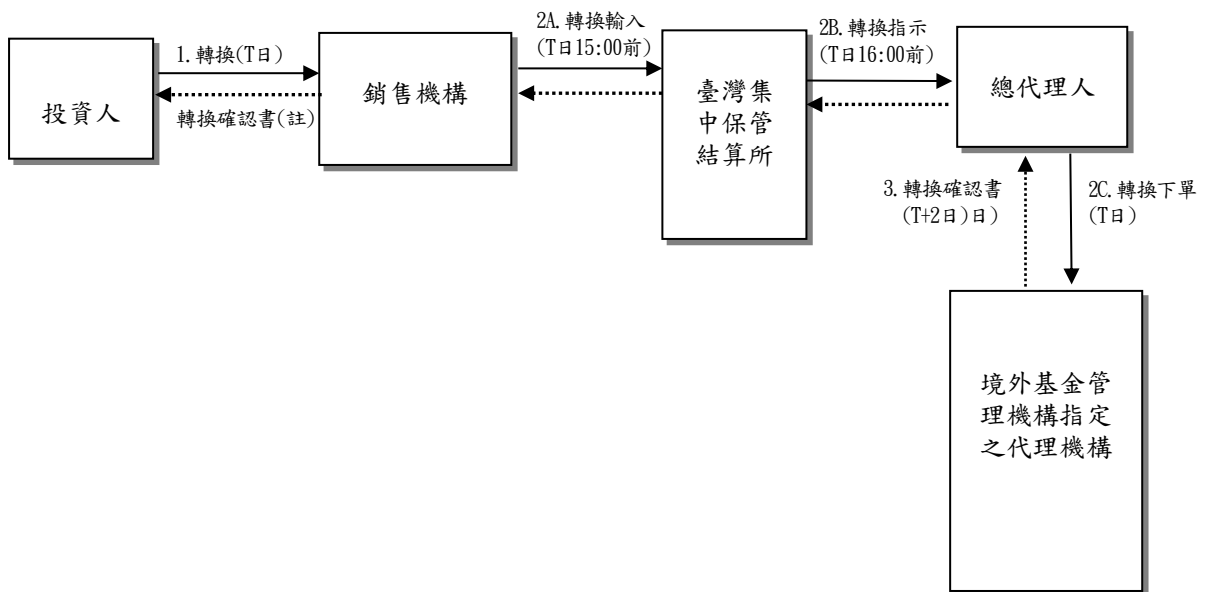 2A.轉換輸入
(T日15:00前)
2B.轉換指示
(T日16:00前)
1.轉換(T日)
投資人
銷售機構
轉換確認書(註)
臺灣集
中保管
結算所
總代理人
3.轉換確認書
(T+2日)日)
2C.轉換下單
(T日)
境外基金管
理機構指定
之代理機構